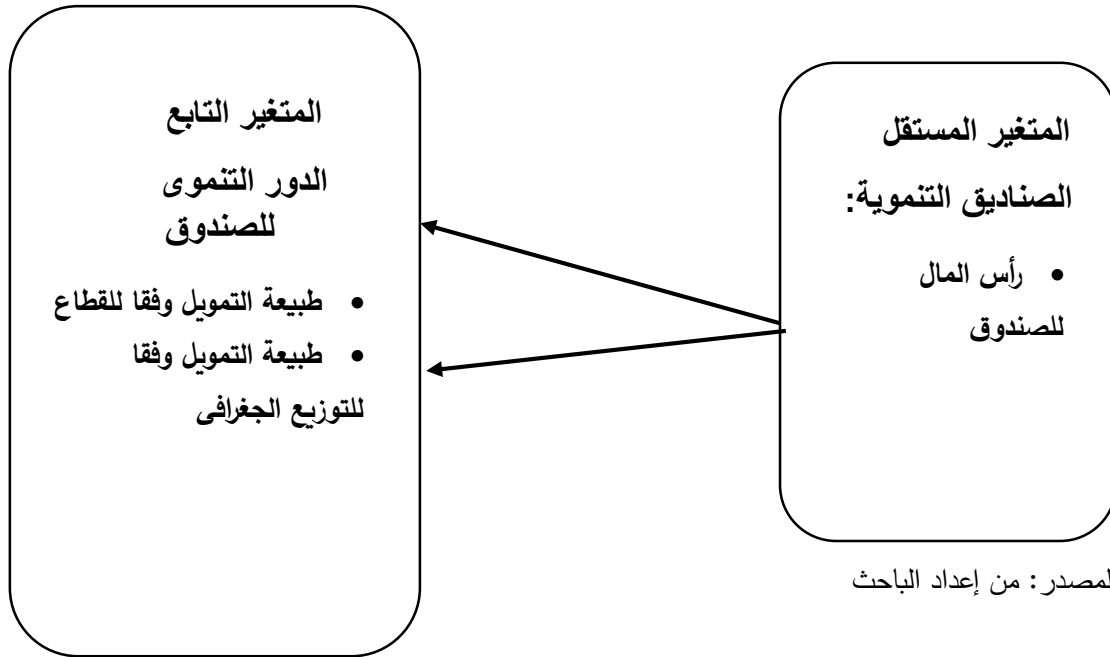 المتغير المستقل
الصناديق التنموية:
• رأس المال
للصندوق
المتغير التابع
الدور التنموى
للصندوق
• طبيعة التمويل وفقا للقطاع
• طبيعة التمويل وفقا
للتوزيع الجغرافى
لمصدر: من إعداد الباحث